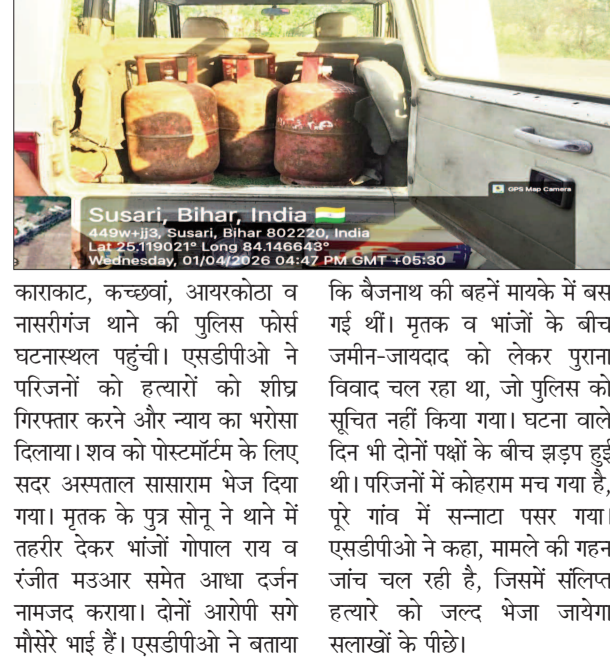 GPS Map Camera
Susari, Bihar, India
449w+jj3, Susari, Bihar 802220, India
Lat 25.119021° Long 84.146643°
Wednesday, 01/04/2026 04:47 PM GMT +05:30
काराकाट, कच्छवां, आयरकोठा व
नासरीगंज थाने की पुलिस फोर्स
घटनास्थल पहुंची। एसडीपीओ ने
परिजनों को हत्यारों को शीघ्र
गिरफ्तार करने और न्याय का भरोसा
दिलाया। शव को पोस्टमॉर्टम के लिए
सदर अस्पताल सासाराम भेज दिया
गया। मृतक के पुत्र सोनू ने थाने में
तहरीर देकर भांजों गोपाल राय व
रंजीत मउआर समेत आधा दर्जन
नामजद कराया। दोनों आरोपी सगे
मौसेरे भाई हैं। एसडीपीओ ने बताया
कि बैजनाथ की बहनें मायके में बस
गई थीं। मृतक व भांजों के बीच
जमीन-जायदाद को लेकर पुराना
विवाद चल रहा था, जो पुलिस को
सूचित नहीं किया गया। घटना वाले
दिन भी दोनों पक्षों के बीच झड़प हुई
थी। परिजनों में कोहराम मच गया है,
पूरे गांव में सन्नाटा पसर गया।
एसडीपीओ ने कहा, मामले की गहन
जांच चल रही है, जिसमें संलिप्त
हत्यारे को जल्द भेजा जायेगा
सलाखों के पीछे।